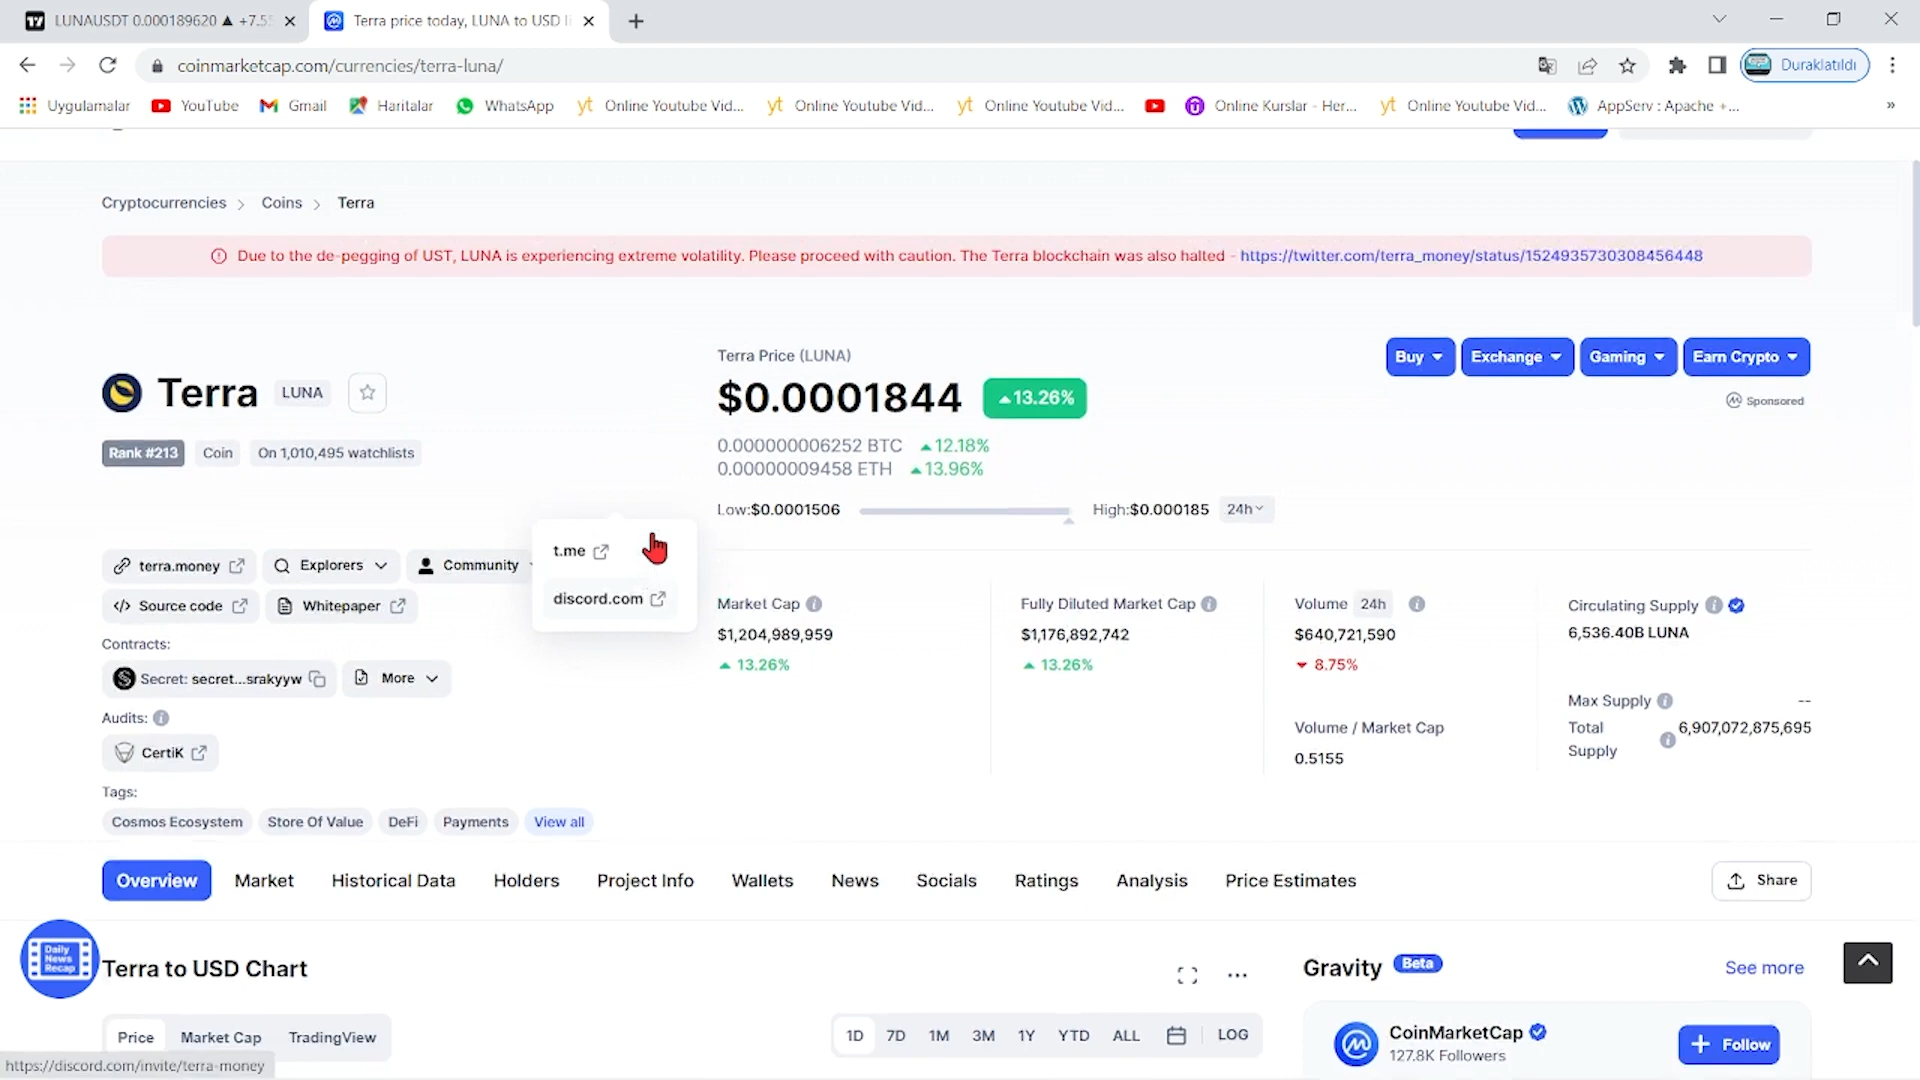 LUNAUSDT 0.000189620 ▲ +7.5
Terra price today, LUNA to USD li
coinmarketcap.com/currencies/terra-luna/
Duraklatıldı
Uygulamalar
YouTube
Gmail
Haritalar
WhatsApp
Online Youtube Vid...
Online Youtube Vid...
Online Youtube Vid...
Online Kurslar - Her...
Online Youtube Vid...
AppServ : Apache +...
»
Cryptocurrencies > Coins > Terra
Due to the de-pegging of UST, LUNA is experiencing extreme volatility. Please proceed with caution. The Terra blockchain was also halted - https://twitter.com/terra_money/status/1524935730308456448
Terra LUNA
Rank #213 Coin On 1,010,495 watchlists
Terra Price (LUNA)
$0.0001844 13.26%
0.000000006252 BTC 12.18%
0.00000009458 ETH 13.96%
Low:$0.0001506 High:$0.000185 24h
Buy Exchange Gaming Earn Crypto
Sponsored
terra.money Explorers Community
Source code Whitepaper
t.me
discord.com
Contracts:
Secret: secret...srakyyw More
Audits:
CertiK
Tags:
Cosmos Ecosystem Store Of Value DeFi Payments View all
Market Cap
$1,204,989,959
13.26%
Fully Diluted Market Cap
$1,176,892,742
13.26%
Volume 24h
$640,721,590
8.75%
Volume / Market Cap
0.5155
Circulating Supply
6,536.40B LUNA
Max Supply --
Total Supply 6,907,072,875,695
Overview Market Historical Data Holders Project Info Wallets News Socials Ratings Analysis Price Estimates Share
Daily
News
Recap
Terra to USD Chart
...
Price Market Cap TradingView
1D 7D 1M 3M 1Y YTD ALL LOG
Gravity Beta See more
CoinMarketCap
127.8K Followers
+ Follow
https://discord.com/invite/terra-money